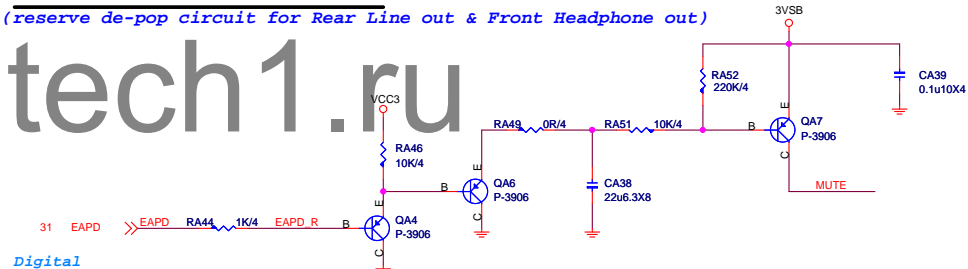 (reserve de-pop circuit for Rear Line out & Front Headphone out)
tech1.ru
3VSB
VCC3
RA52
220K/4
CA39
0.1u10X4
RA49 0R/4 RA51 10K/4
E
B
QA7
P-3906
C
RA46
10K/4
MUTE
E
B
QA6
P-3906
C
CA38
22u6.3X8
E
31 EAPD EAPD RA44 1K/4 EAPD_R B
QA4
P-3906
C
Digital